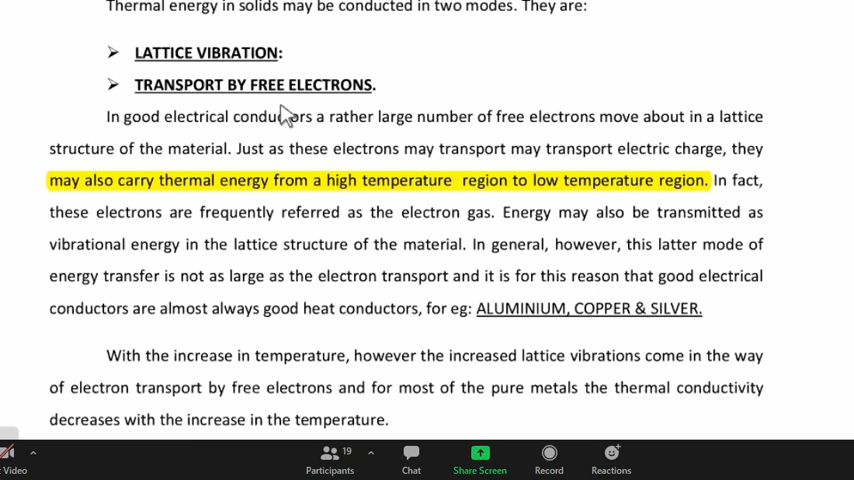 Thermal energy in solids may be conducted in two modes. They are:
LATTICE VIBRATION:
TRANSPORT BY FREE ELECTRONS.
In good electrical conductors a rather large number of free electrons move about in a lattice
structure of the material. Just as these electrons may transport may transport electric charge, they
may also carry thermal energy from a high temperature region to low temperature region. In fact,
these electrons are frequently referred as the electron gas. Energy may also be transmitted as
vibrational energy in the lattice structure of the material. In general, however, this latter mode of
energy transfer is not as large as the electron transport and it is for this reason that good electrical
conductors are almost always good heat conductors, for eg: ALUMINIUM, COPPER & SILVER.
With the increase in temperature, however the increased lattice vibrations come in the way
of electron transport by free electrons and for most of the pure metals the thermal conductivity
decreases with the increase in the temperature.
19
Video Participants Chat Share Screen Record Reactions